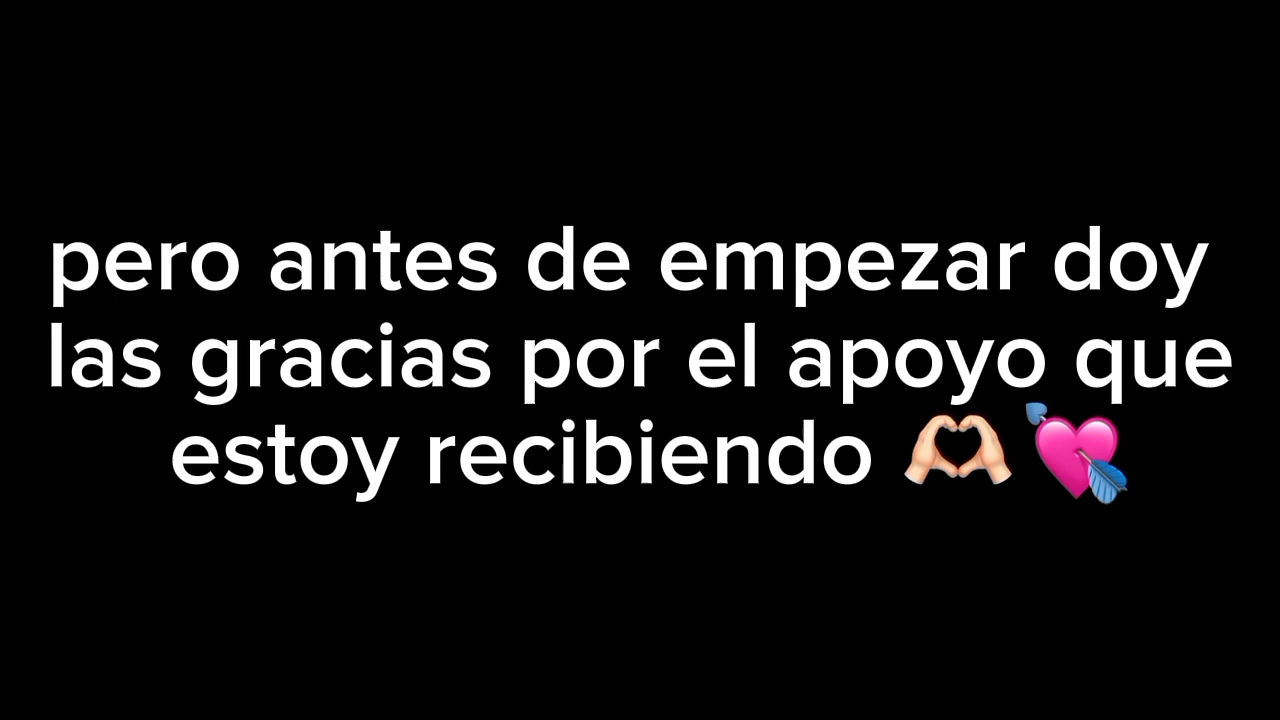 pero antes de empezar doy
las gracias por el apoyo que
estoy recibiendo 🫶🏻💘